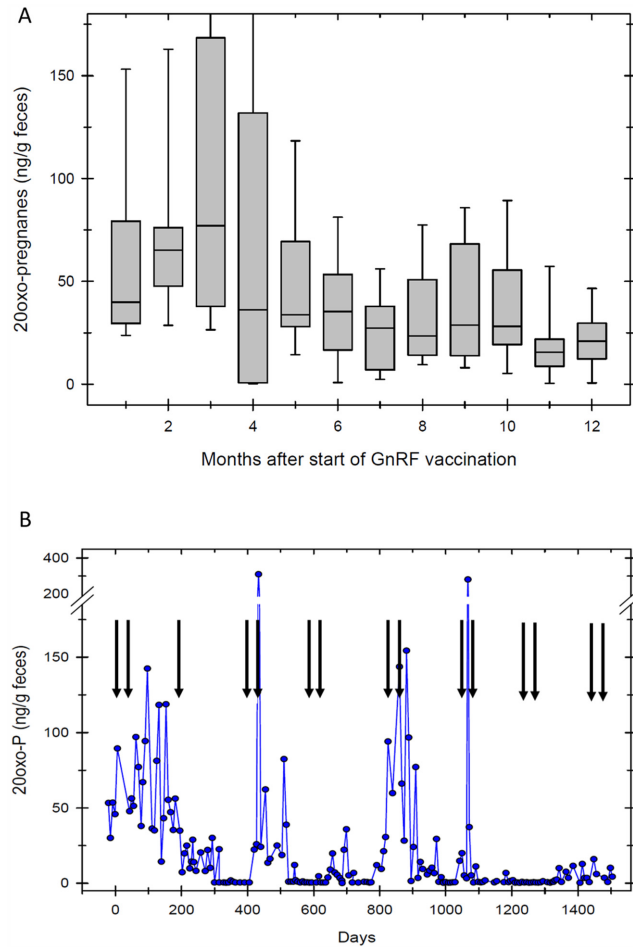 A
20oxo-pregnanes (ng/g feces)
150
100
50
0
2 4 6 8 10 12
Months after start of GnRF vaccination
B
20oxo-P (ng/g feces)
400
200
150
100
50
0
0 200 400 600 800 1000 1200 1400
Days